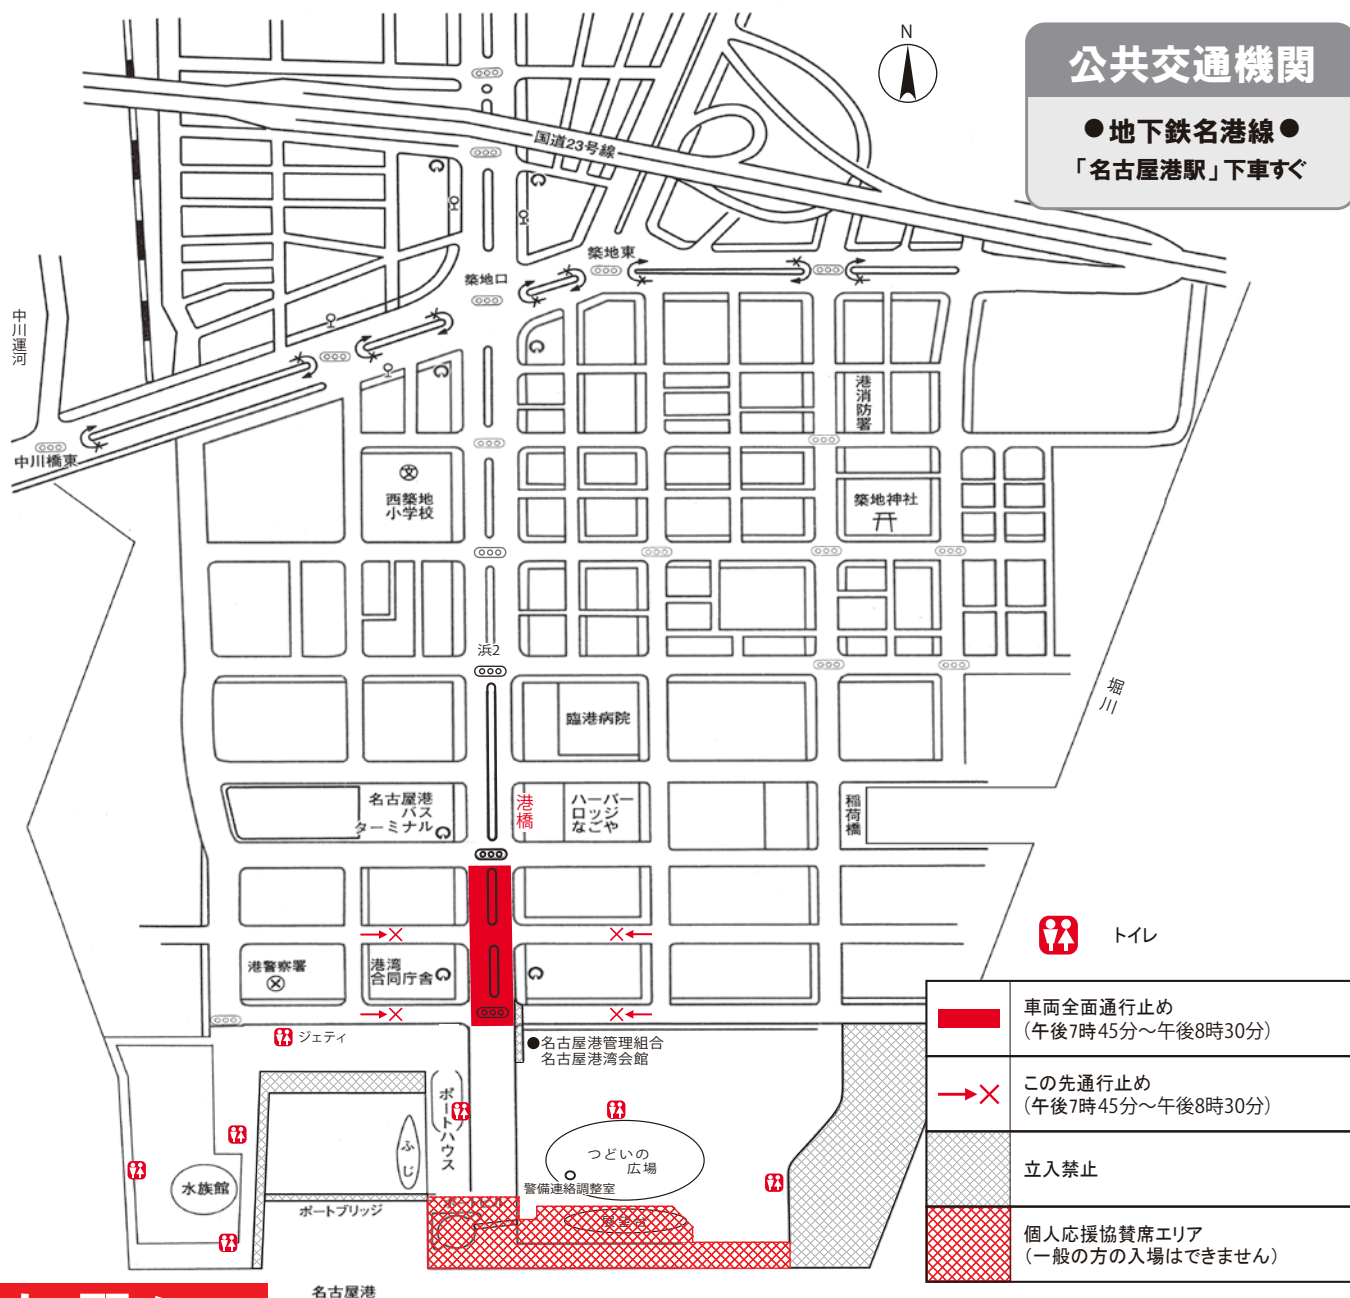 N
公共交通機関
●地下鉄名港線●
「名古屋港駅」下車すぐ
国道23号線
築地東
築地口
中川運河
中川橋東
港消防署
西築地
小学校
築地神社
浜2
堀川
臨港病院
名古屋港
バス
ターミナル
港橋
ハーバー
ロッジ
なごや
稲荷橋
港警察署
港湾
合同庁舎
トイレ
車両全面通行止め
(午後7時45分〜午後8時30分)
この先通行止め
(午後7時45分〜午後8時30分)
立入禁止
個人応援協賛席エリア
(一般の方の入場はできません)
ジェティ
●名古屋港管理組合
名古屋港湾会館
ポートハウス
ふじ
つどいの
広場
警備連絡調整室
水族館
ポートブリッジ
展望台
名古屋港